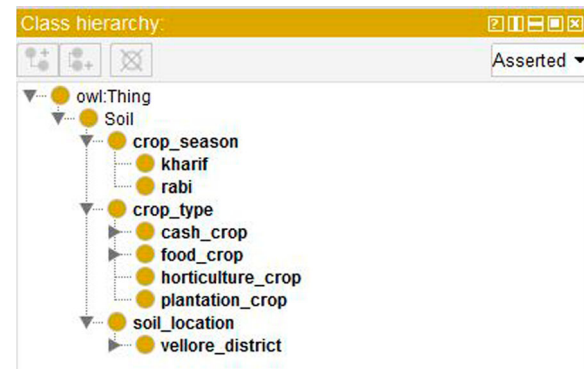 Class hierarchy:
Asserted
owl:Thing
Soil
crop_season
kharif
rabi
crop_type
cash_crop
food_crop
horticulture_crop
plantation_crop
soil_location
vellore_district